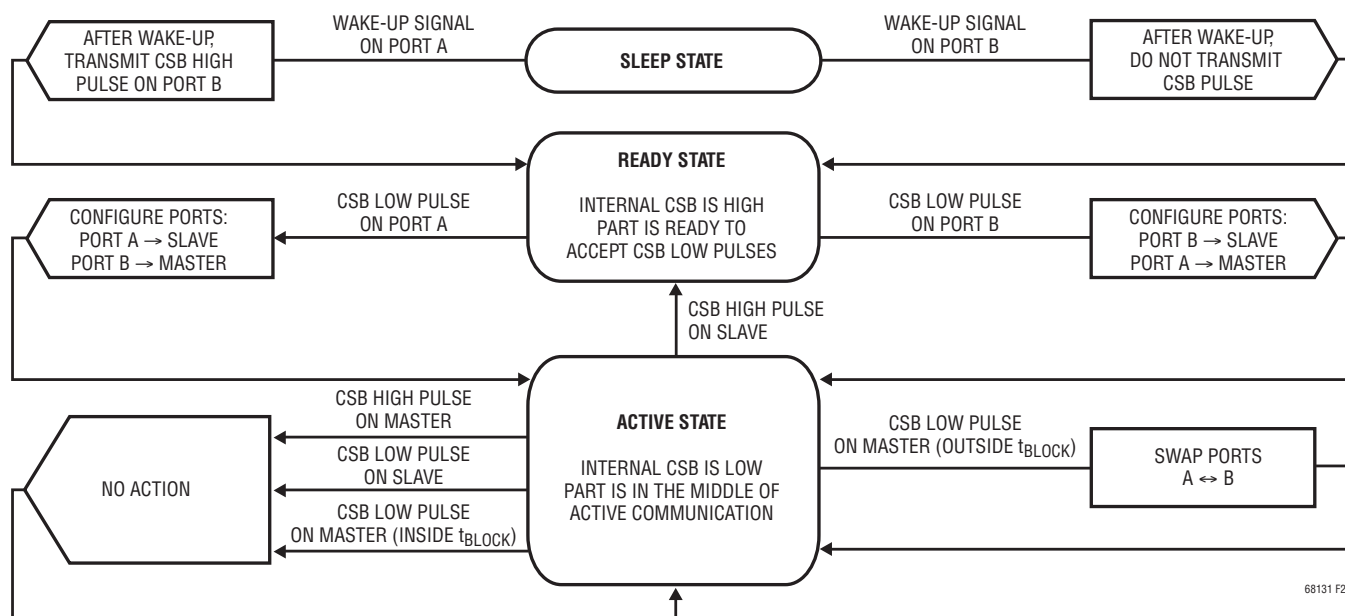 AFTER WAKE-UP,
TRANSMIT CSB HIGH
PULSE ON PORT B
WAKE-UP SIGNAL
ON PORT A
SLEEP STATE
WAKE-UP SIGNAL
ON PORT B
AFTER WAKE-UP,
DO NOT TRANSMIT
CSB PULSE
CONFIGURE PORTS:
PORT A → SLAVE
PORT B → MASTER
CSB LOW PULSE
ON PORT A
READY STATE
INTERNAL CSB IS HIGH
PART IS READY TO
ACCEPT CSB LOW PULSES
CSB LOW PULSE
ON PORT B
CONFIGURE PORTS:
PORT B → SLAVE
PORT A → MASTER
CSB HIGH PULSE
ON SLAVE
NO ACTION
CSB HIGH PULSE
ON MASTER
CSB LOW PULSE
ON SLAVE
CSB LOW PULSE
ON MASTER (INSIDE tBLOCK)
ACTIVE STATE
INTERNAL CSB IS LOW
PART IS IN THE MIDDLE OF
ACTIVE COMMUNICATION
CSB LOW PULSE
ON MASTER (OUTSIDE tBLOCK)
SWAP PORTS
A ↔ B
68131 F2